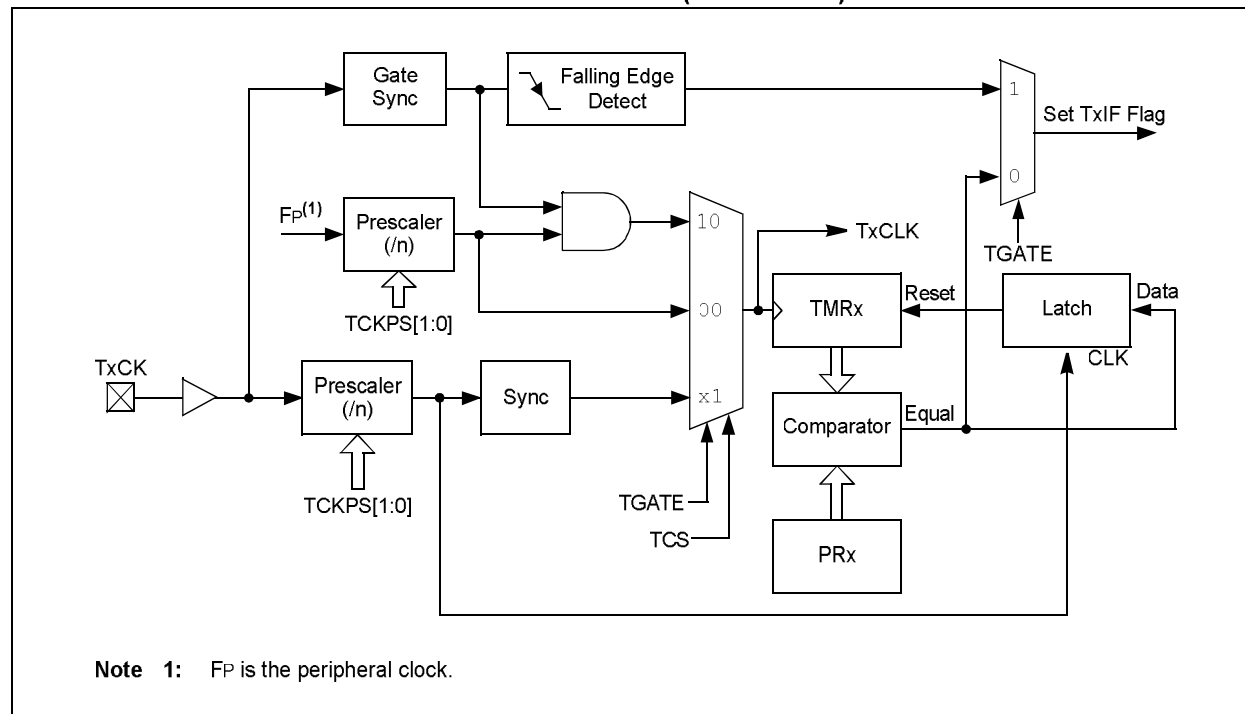 Gate
Sync
Falling Edge
Detect
1
Set TxIF Flag
0
FP(1)
Prescaler
(/n)
10
TxCLK
TGATE
TCKPS[1:0]
00
TMRx
Reset
Latch
Data
CLK
TxCK
Prescaler
(/n)
Sync
x1
Comparator
Equal
TCKPS[1:0]
TGATE
TCS
PRx
Note 1: FP is the peripheral clock.